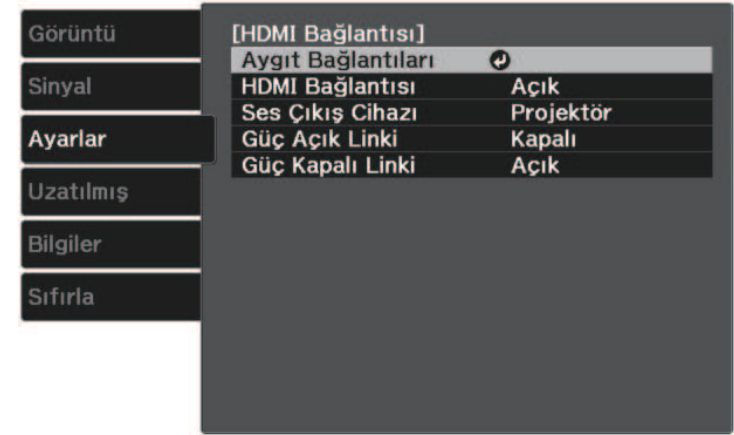 Görüntü
Sinyal
Ayarlar
Uzatılmış
Bilgiler
Sıfırla
[HDMI Bağlantısı]
Aygıt Bağlantıları
HDMI Bağlantısı Açık
Ses Çıkış Cihazı Projektör
Güç Açık Linki Kapalı
Güç Kapalı Linki Açık